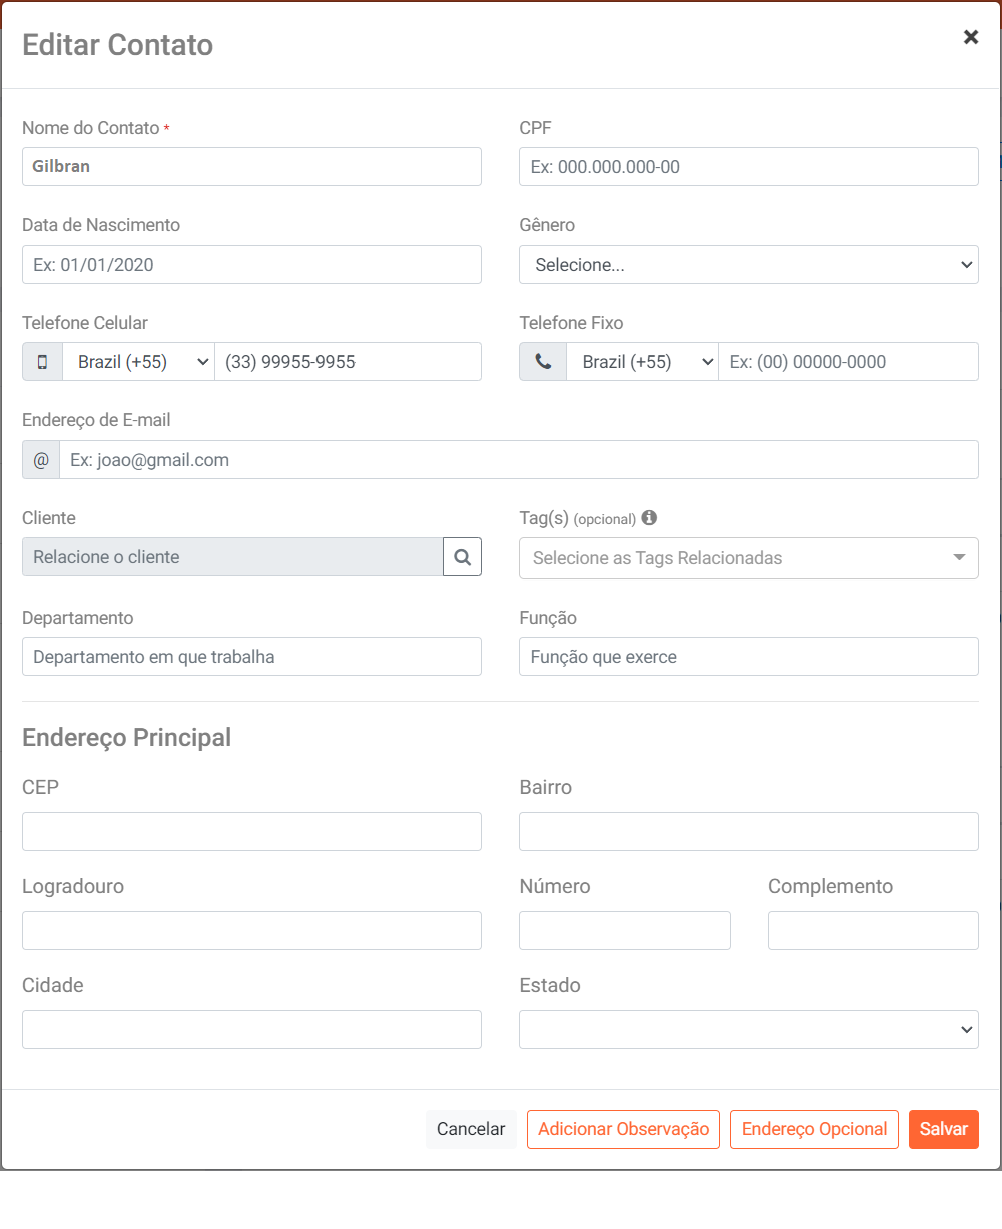 Editar Contato
Nome do Contato *
CPF
Gilbran
Ex: 000.000.000-00
Data de Nascimento
Gênero
Ex: 01/01/2020
Selecione...
Telefone Celular
Telefone Fixo
Brazil (+55)
(33) 99955-9955
Brazil (+55)
Ex: (00) 00000-0000
Endereço de E-mail
@ Ex: joao@gmail.com
Cliente
Tag(s) (opcional)
Relacione o cliente
Selecione as Tags Relacionadas
Departamento
Função
Departamento em que trabalha
Função que exerce
Endereço Principal
CEP
Bairro
Logradouro
Número
Complemento
Cidade
Estado
Cancelar
Adicionar Observação
Endereço Opcional
Salvar